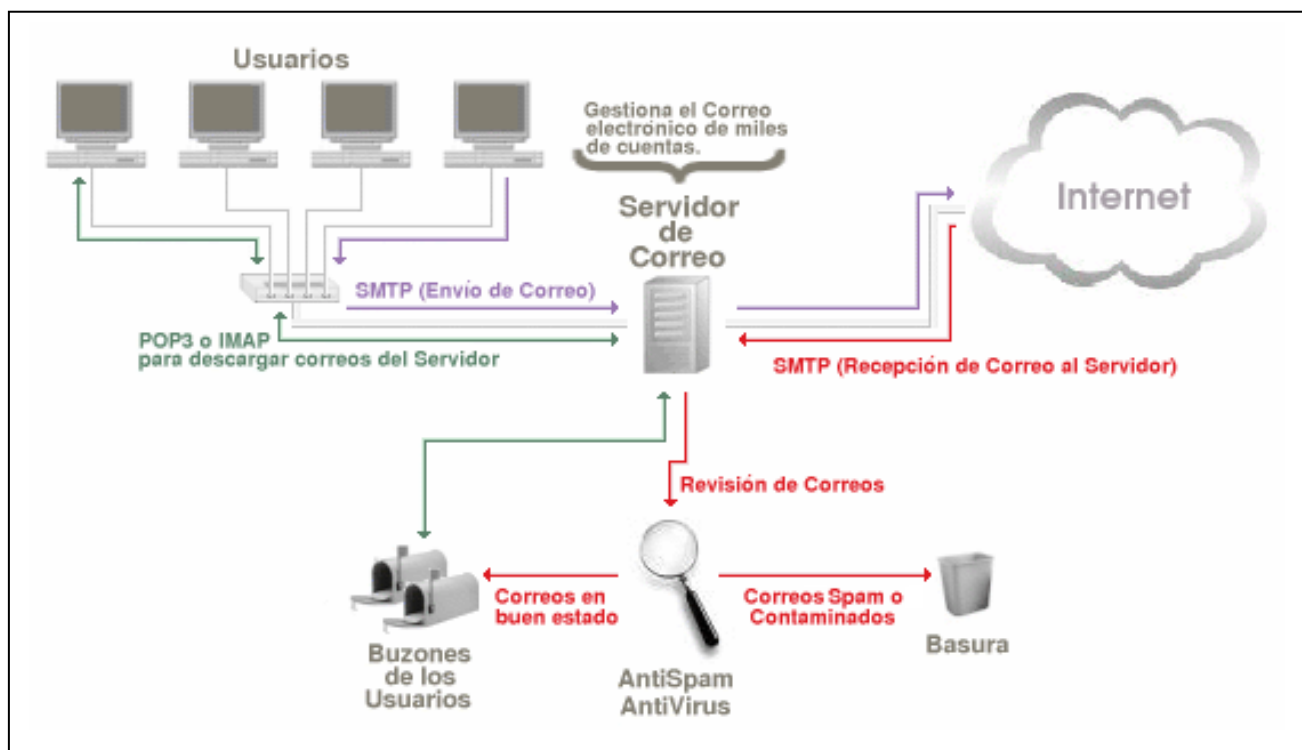 Usuarios
Gestiona el Correo
electrónico de miles
de cuentas.
Servidor
de
Correo
Internet
SMTP (Envío de Correo)
POP3 o IMAP
para descargar correos del Servidor
SMTP (Recepción de Correo al Servidor)
Revisión de Correos
Correos en
buen estado
Correos Spam o
Contaminados
Buzones
de los
Usuarios
AntiSpam
AntiVirus
Basura